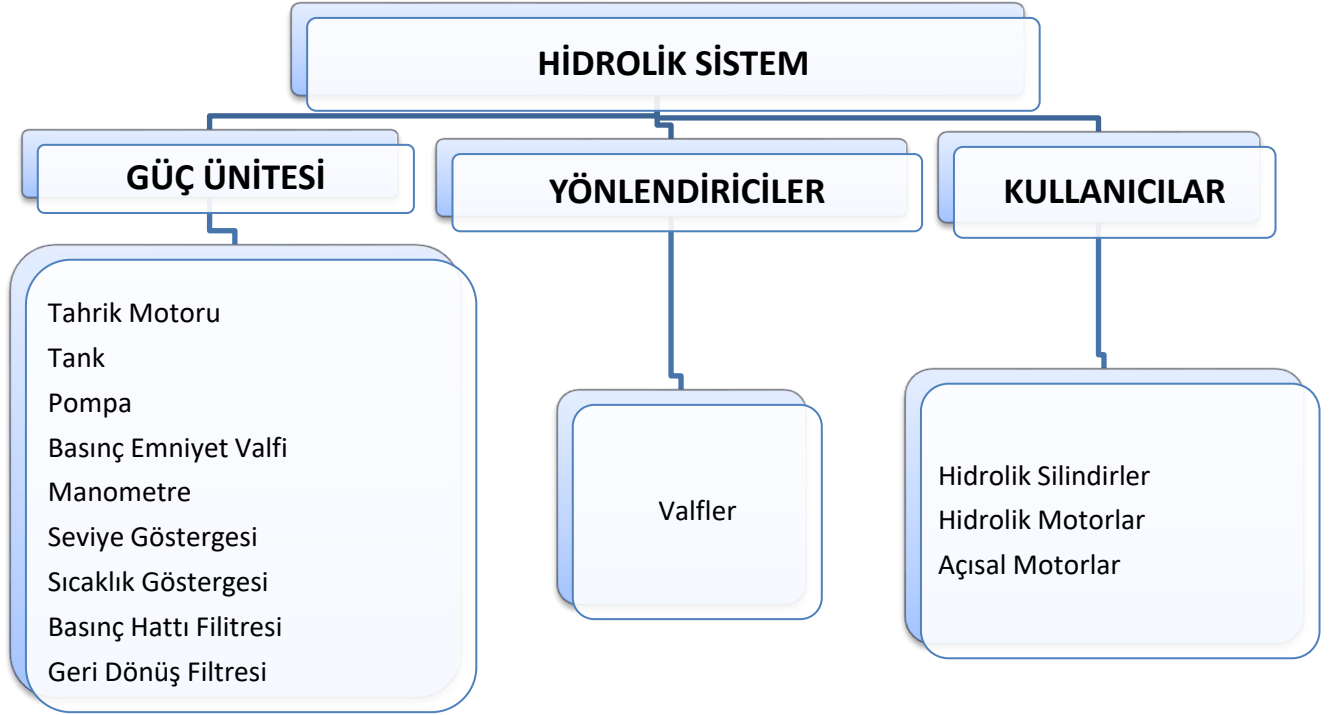 HİDROLİK SİSTEM
GÜÇ ÜNİTESİ
Tahrik Motoru
Tank
Pompa
Basınç Emniyet Valfi
Manometre
Seviye Göstergesi
Sıcaklık Göstergesi
Basınç Hattı Filitresi
Geri Dönüş Filtresi
YÖNLENDİRİCİLER
Valfler
KULLANICILAR
Hidrolik Silindirler
Hidrolik Motorlar
Açısal Motorlar